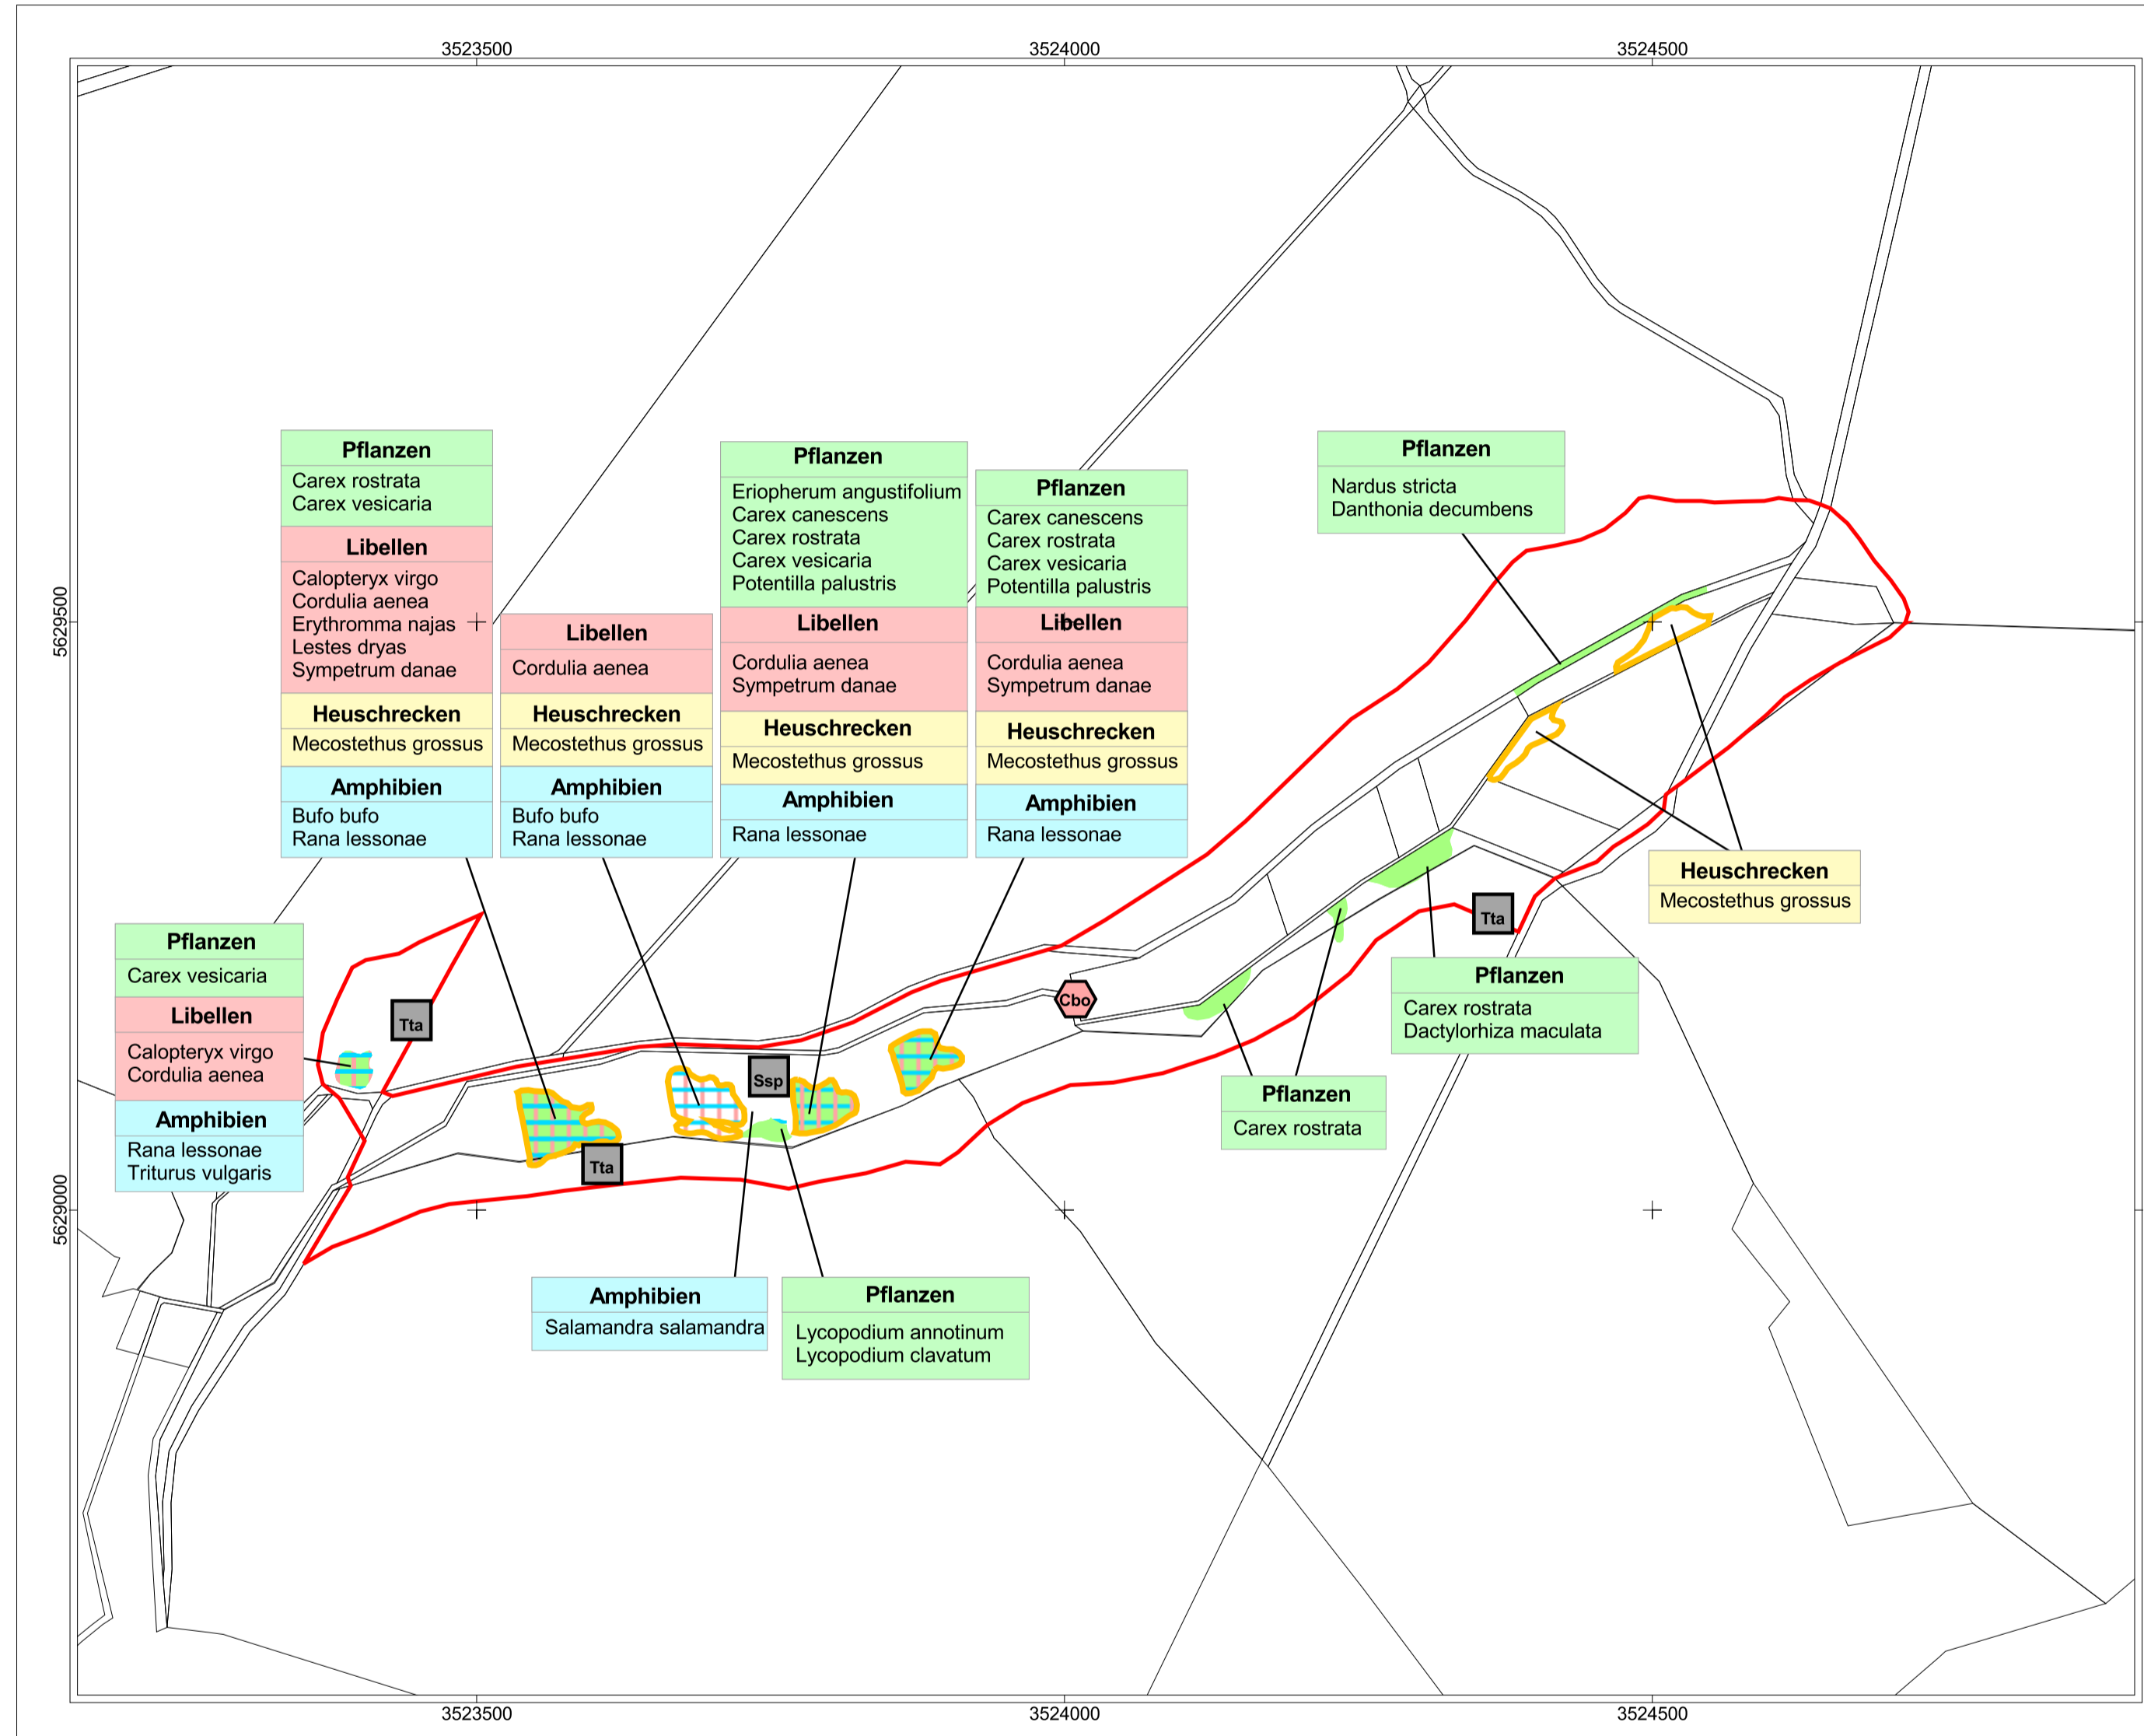 3523500
3524000
3524500
5629500
5629000
Pflanzen
Carex rostrata
Carex vesicaria
Libellen
Calopteryx virgo
Cordulia aenea
Erythromma najas
Lestes dryas
Sympetrum danae
Heuschrecken
Mecostethus grossus
Amphibien
Bufo bufo
Rana lessonae
Libellen
Cordulia aenea
Heuschrecken
Mecostethus grossus
Amphibien
Bufo bufo
Rana lessonae
Pflanzen
Eriopherum angustifolium
Carex canescens
Carex rostrata
Carex vesicaria
Potentilla palustris
Libellen
Cordulia aenea
Sympetrum danae
Heuschrecken
Mecostethus grossus
Amphibien
Rana lessonae
Pflanzen
Carex canescens
Carex rostrata
Carex vesicaria
Potentilla palustris
Libellen
Cordulia aenea
Sympetrum danae
Heuschrecken
Mecostethus grossus
Amphibien
Rana lessonae
Pflanzen
Nardus stricta
Danthonia decumbens
Heuschrecken
Mecostethus grossus
Pflanzen
Carex vesicaria
Libellen
Calopteryx virgo
Cordulia aenea
Amphibien
Rana lessonae
Triturus vulgaris
Tta
Tta
Ssp
Cbo
Tta
Pflanzen
Carex rostrata
Dactylorhiza maculata
Pflanzen
Carex rostrata
Amphibien
Salamandra salamandra
Pflanzen
Lycopodium annotinum
Lycopodium clavatum
3523500
3524000
3524500